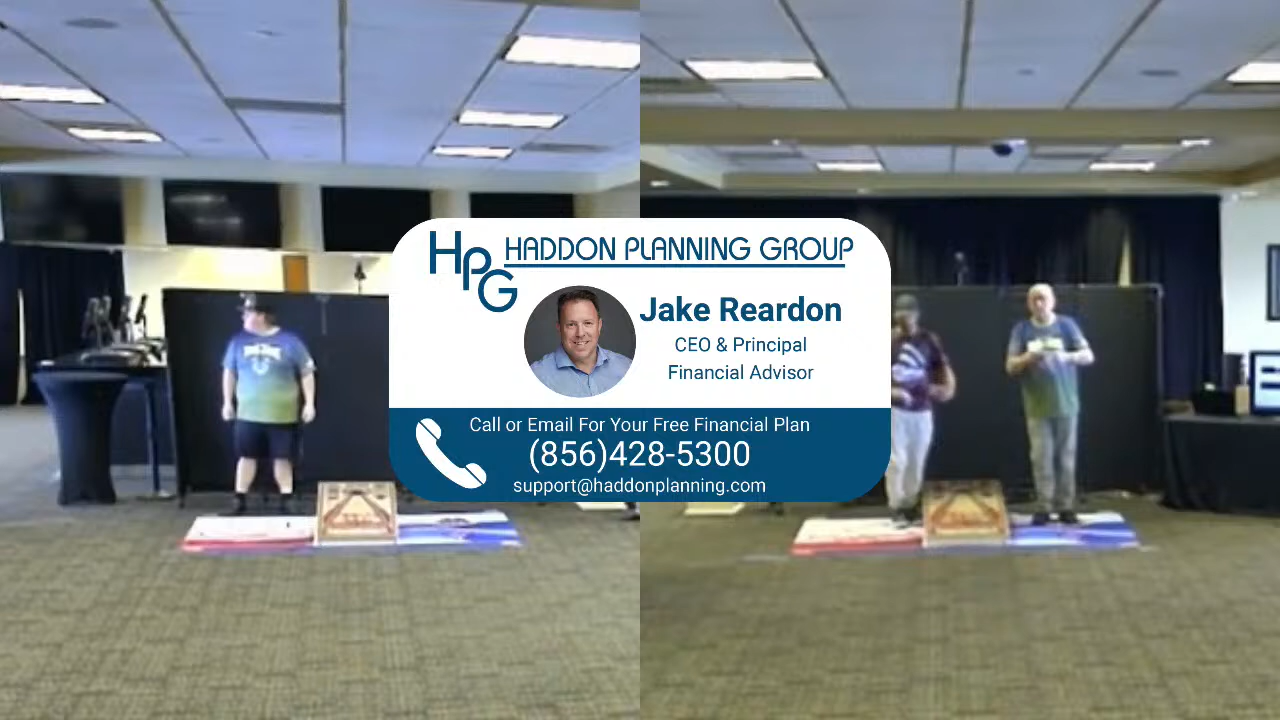 HPG
HADDON PLANNING GROUP
Jake Reardon
CEO & Principal
Financial Advisor
Call or Email For Your Free Financial Plan
(856)428-5300
support@haddonplanning.com